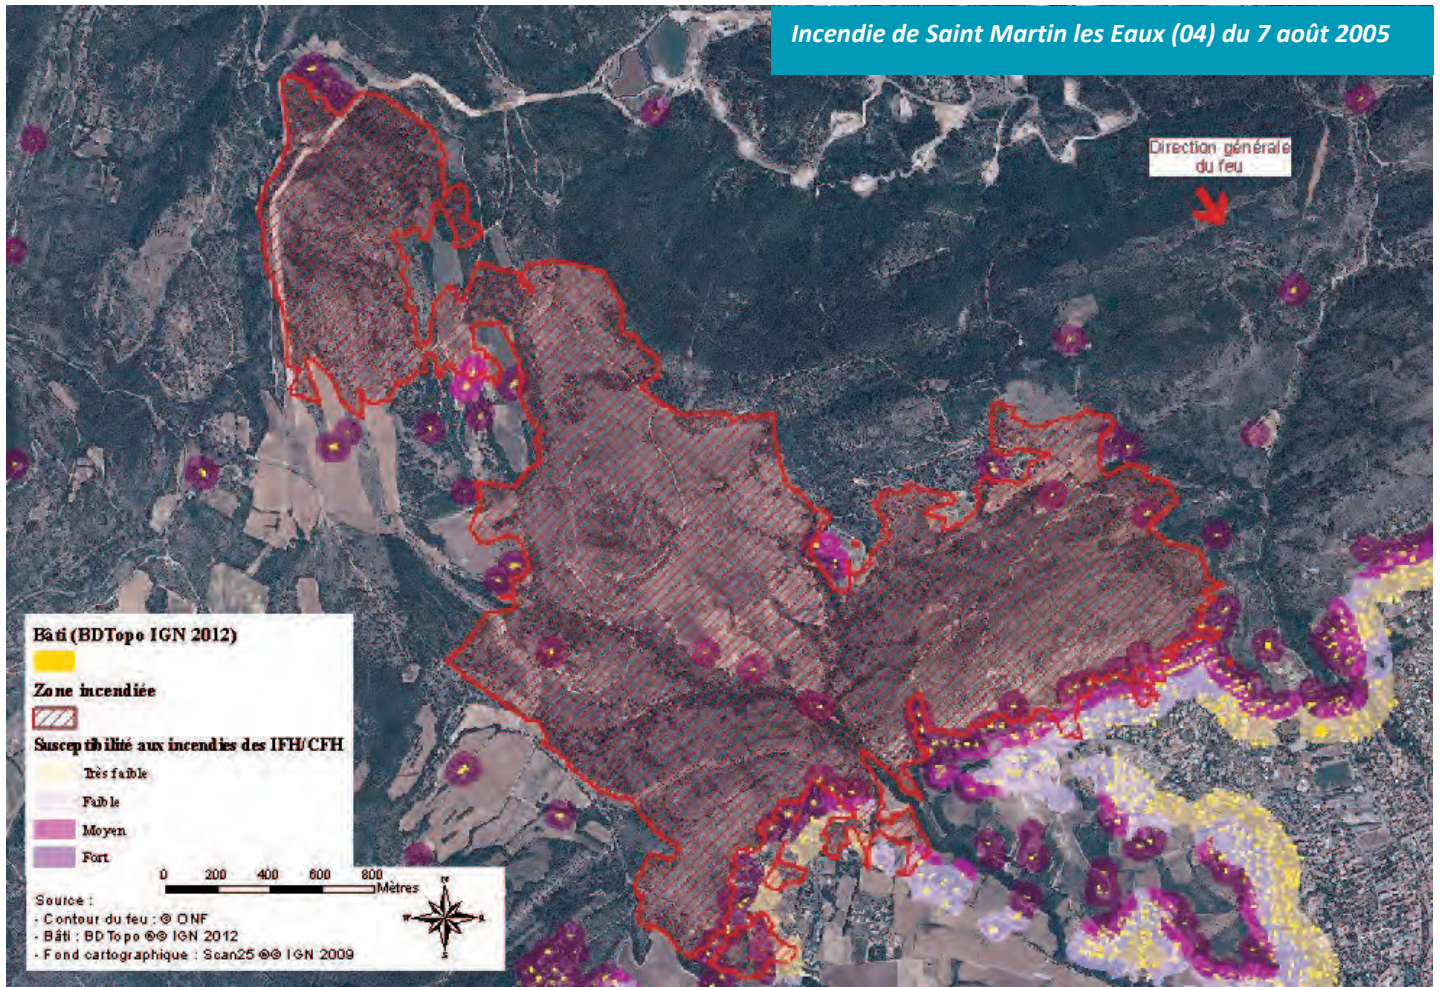 Incendie de Saint Martin les Eaux (04) du 7 août 2005
Direction générale
du feu
Bâti (BDTopo IGN 2012)
Zone incendiée
Susceptibilité aux incendies des IFH/CFH
Très faible
Faible
Moyen
Fort
0 200 400 600 800
Mètres
N
W E
S
Source :
- Contour du feu : © ONF
- Bâti : BD Topo ®© IGN 2012
- Fond cartographique : Scan25 ®© IGN 2009